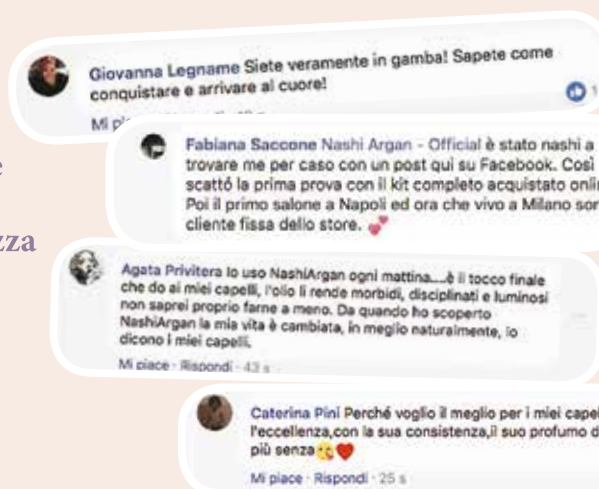 Giovanna Legname Siete veramente in gamba! Sapete come
conquistare e arrivare al cuore!
1
e
zza
Fabiana Saccone Nashi Argan - Official è stato nashi a
trovare me per caso con un post qui su Facebook. Così
scattó la prima prova con il kit completo acquistato onli
Poi il primo salone a Napoli ed ora che vivo a Milano so
cliente fissa dello store.
Agata Privitera Io uso NashiArgan ogni mattina....è il tocco finale
che do ai miei capelli, l'olio li rende morbidi, disciplinati e luminosi
non saprei proprio farne a meno. Da quando ho scoperto
NashiArgan la mia vita è cambiata, in meglio naturalmente, lo
dicono i miei capelli.
Mi piace · Rispondi · 43 s
Caterina Pini Perché voglio il meglio per i miei capel
l'eccellenza,con la sua consistenza,il suo profumo d
più senza😘❤️
Mi piace · Rispondi · 25 s